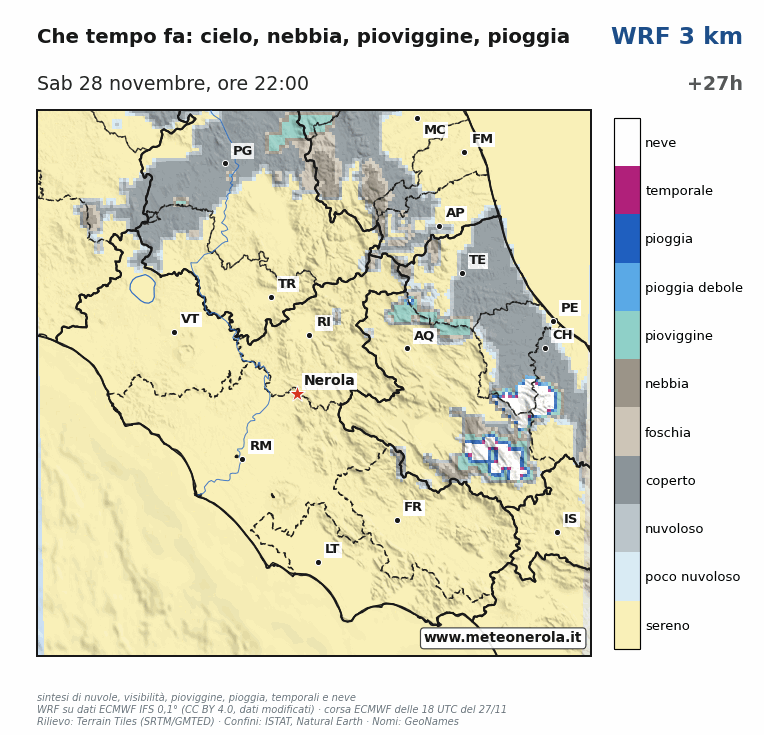 Che tempo fa: cielo, nebbia, pioviggine, pioggia
WRF 3 km
Sab 28 novembre, ore 22:00
+27h
MC
FM
PG
AP
TE
TR
PE
VT
RI
AQ
CH
Nerola
RM
FR
IS
LT
www.meteonerola.it
neve
temporale
pioggia
pioggia debole
pioviggine
nebbia
foschia
coperto
nuvoloso
poco nuvoloso
sereno
sintesi di nuvole, visibilità, pioviggine, pioggia, temporali e neve
WRF su dati ECMWF IFS 0,1° (CC BY 4.0, dati modificati) · corsa ECMWF delle 18 UTC del 27/11
Rilievo: Terrain Tiles (SRTM/GMTED) · Confini: ISTAT, Natural Earth · Nomi: GeoNames